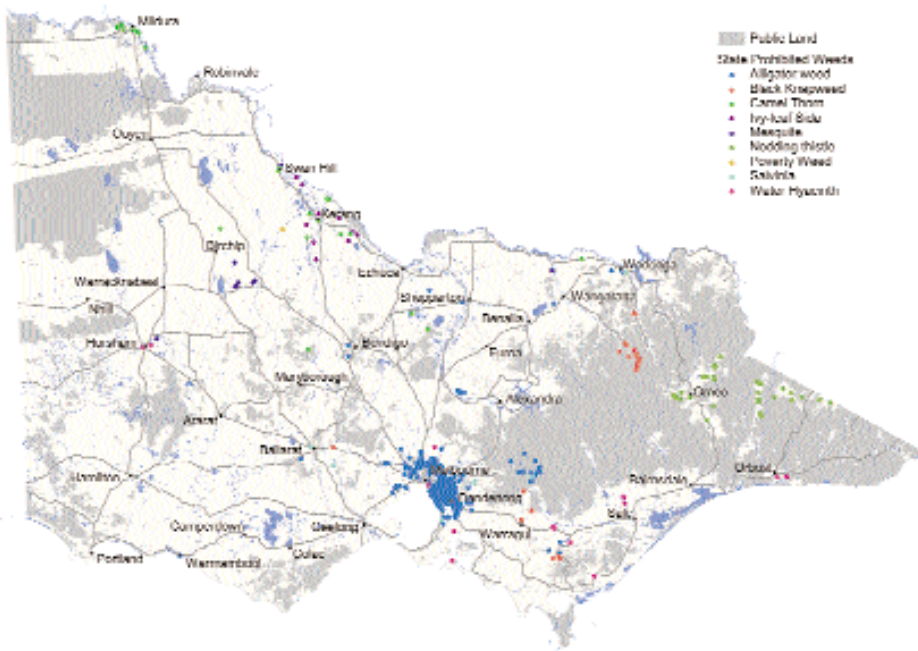 Mildura
Public Land
State Prohibited Weeds
Alligator weed
Black Knapweed
Camel Thorn
Ivy-leaf Sida
Mesquite
Nodding thistle
Poverty Weed
Salvinia
Water Hyacinth
Robinvale
Ouyen
Swan Hill
Kerang
Birchip
Echuca
Wodonga
Warracknabeal
Shepparton
Wangaratta
Nhill
Benalla
Horsham
Bendigo
Euroa
Maryborough
Omeo
Alexandra
Ararat
Ballarat
Melbourne
Hamilton
Dandenong
Bairnsdale
Orbost
Camperdown
Geelong
Sale
Warragul
Colac
Portland
Warrnambool